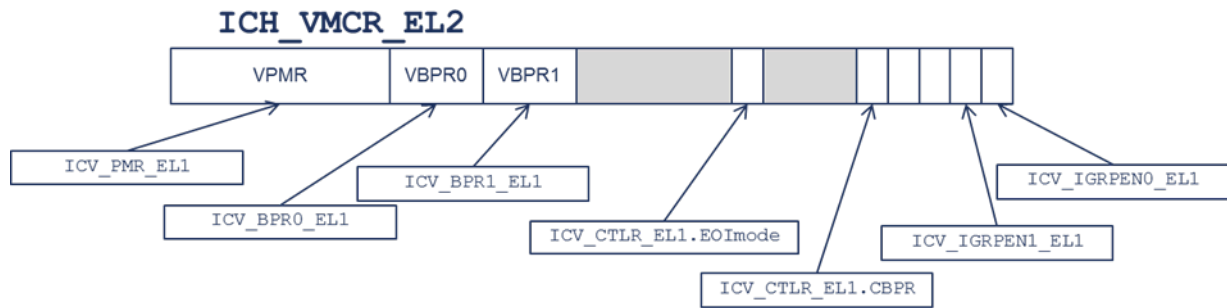 ICH_VMCR_EL2
VPMR
VBPR0
VBPR1
ICV_PMR_EL1
ICV_BPR1_EL1
ICV_IGRPEN0_EL1
ICV_BPR0_EL1
ICV_CTLR_EL1.EOImode
ICV_IGRPEN1_EL1
ICV_CTLR_EL1.CBPR